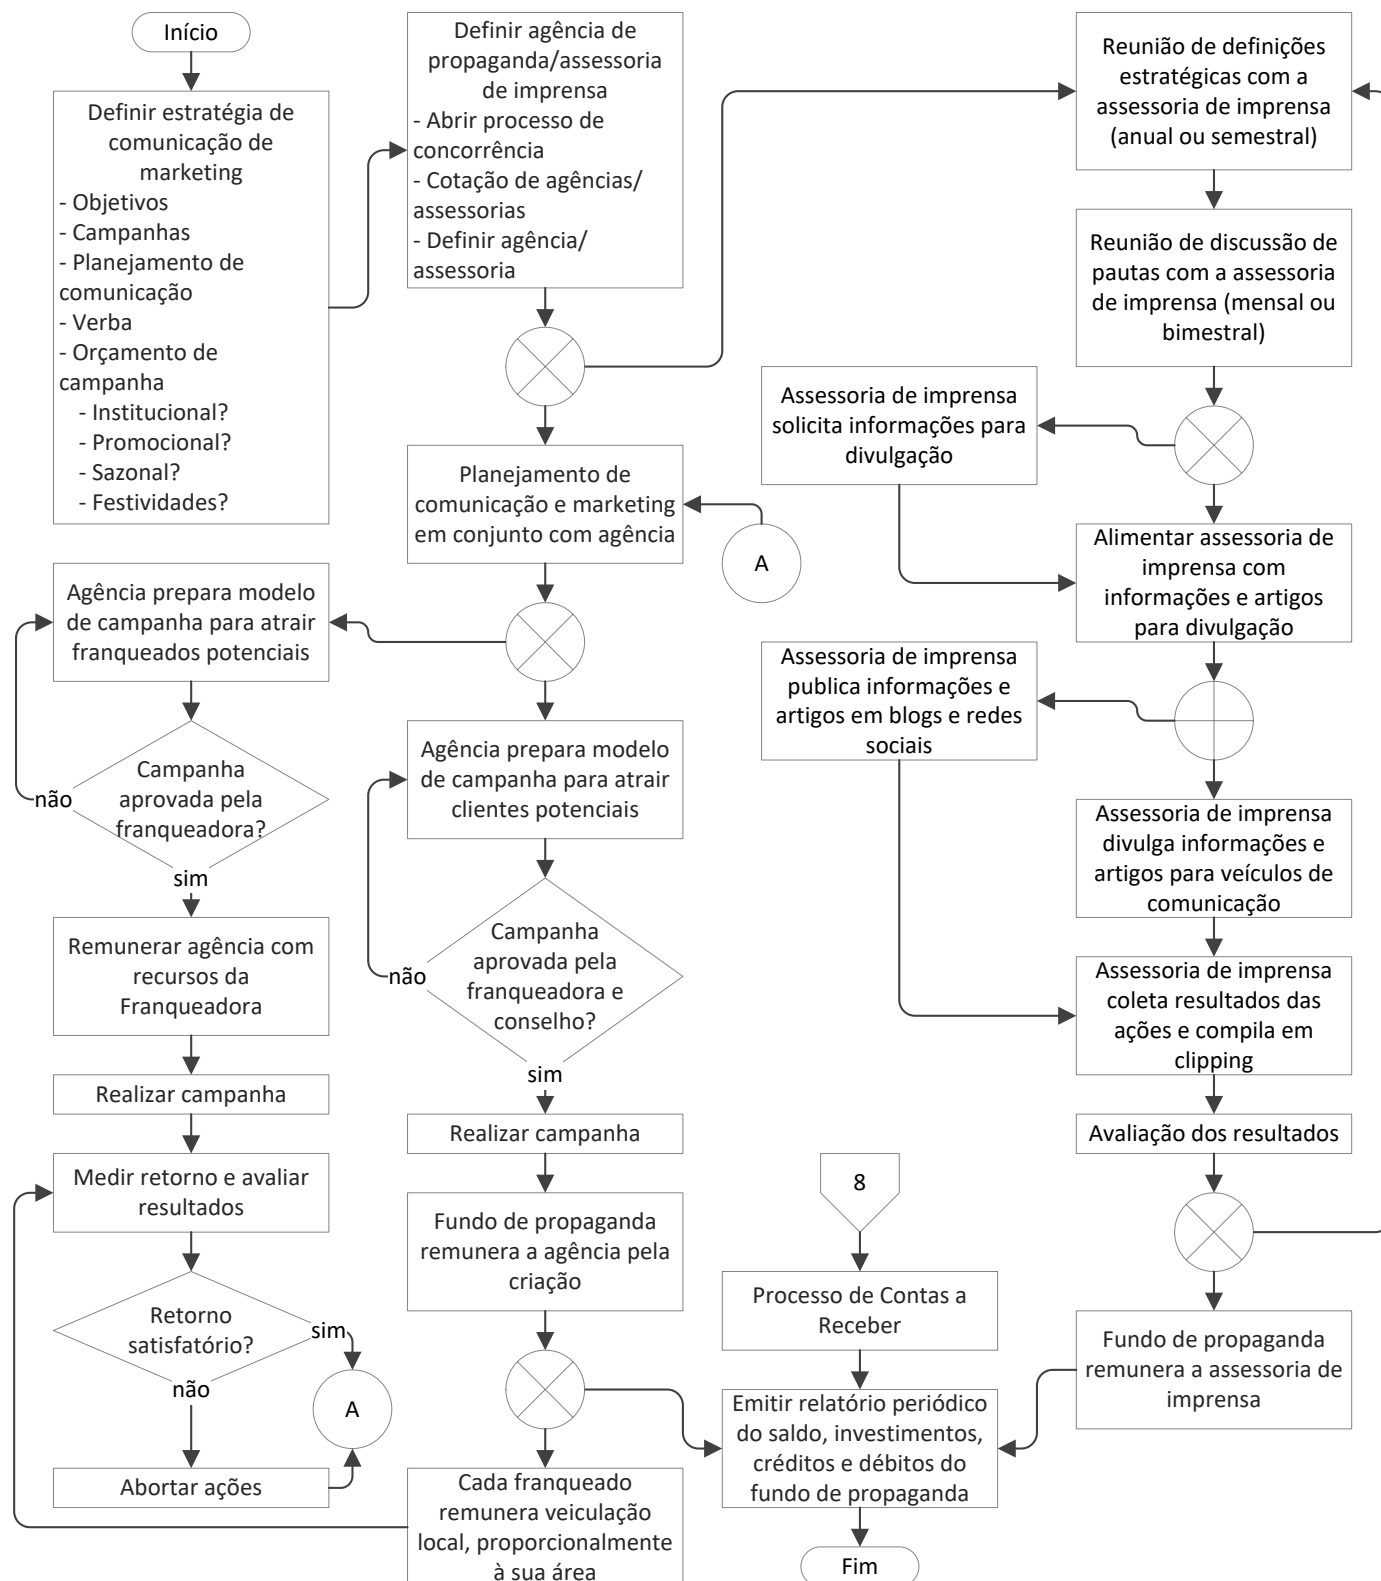 Início
Definir estratégia de
comunicação de
marketing
- Objetivos
- Campanhas
- Planejamento de
comunicação
- Verba
- Orçamento de
campanha
- Institucional?
- Promocional?
- Sazonal?
- Festividades?
Agência prepara modelo
de campanha para atrair
franqueados potenciais
Campanha
aprovada pela
franqueadora?
não
sim
Remunerar agência com
recursos da
Franqueadora
Realizar campanha
Medir retorno e avaliar
resultados
Retorno
satisfatório?
sim
não
A
Abortar ações
Definir agência de
propaganda/assessoria
de imprensa
- Abrir processo de
concorrência
- Cotação de agências/
assessorias
- Definir agência/
assessoria
Planejamento de
comunicação e marketing
em conjunto com agência
A
Agência prepara modelo
de campanha para atrair
clientes potenciais
Campanha
aprovada pela
franqueadora e
conselho?
não
sim
Realizar campanha
Fundo de propaganda
remunera a agência pela
criação
Cada franqueado
remunera veiculação
local, proporcionalmente
à sua área
Reunião de definições
estratégicas com a
assessoria de imprensa
(anual ou semestral)
Reunião de discussão de
pautas com a assessoria
de imprensa (mensal ou
bimestral)
Assessoria de imprensa
solicita informações para
divulgação
Alimentar assessoria de
imprensa com
informações e artigos
para divulgação
Assessoria de imprensa
publica informações e
artigos em blogs e redes
sociais
Assessoria de imprensa
divulga informações e
artigos para veículos de
comunicação
Assessoria de imprensa
coleta resultados das
ações e compila em
clipping
Avaliação dos resultados
Fundo de propaganda
remunera a assessoria de
imprensa
8
Processo de Contas a
Receber
Emitir relatório periódico
do saldo, investimentos,
créditos e débitos do
fundo de propaganda
Fim